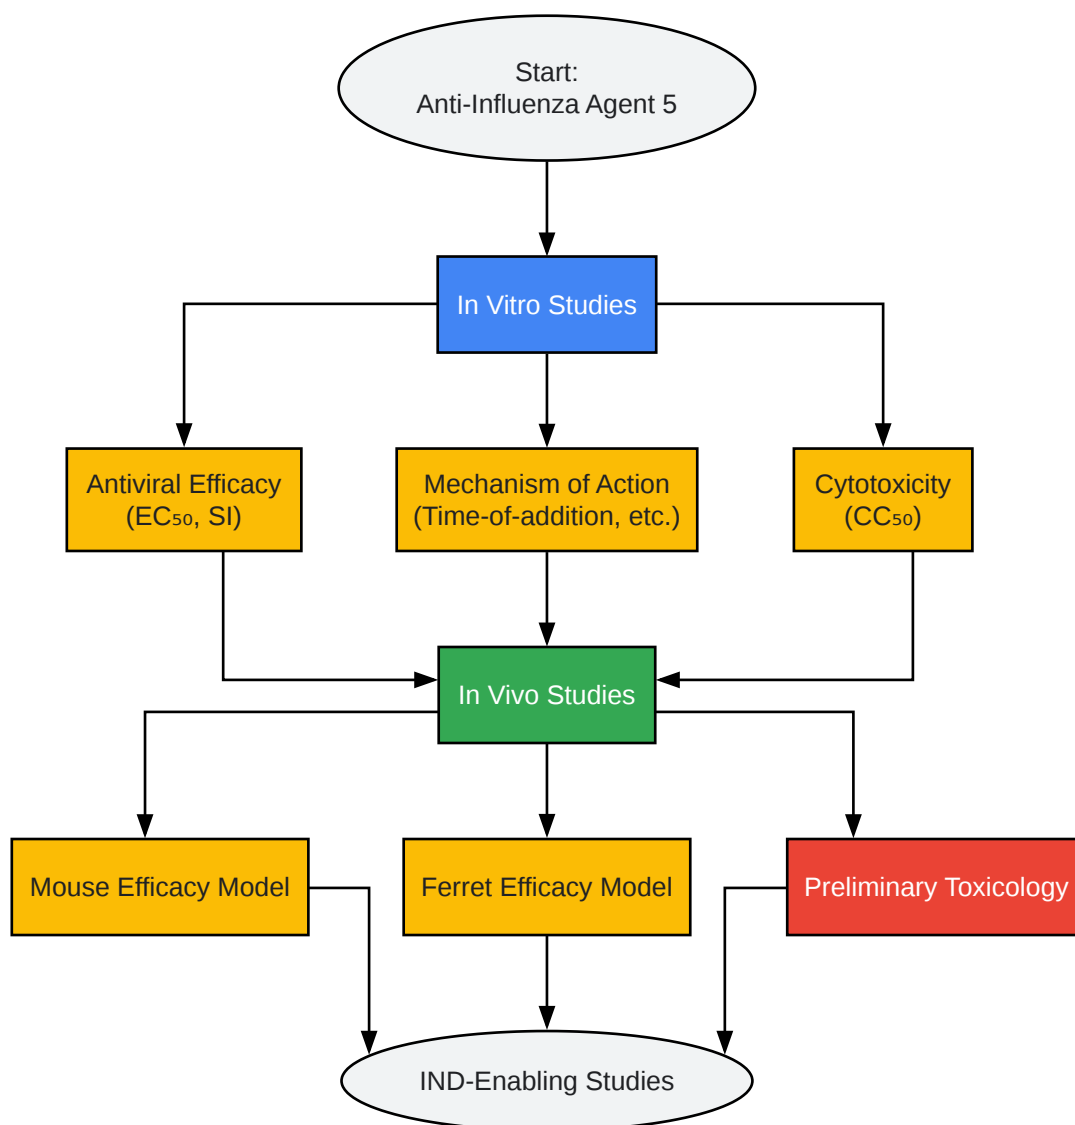 Start:
Anti-Influenza Agent 5
In Vitro Studies
Antiviral Efficacy
(EC₅₀, SI)
Mechanism of Action
(Time-of-addition, etc.)
Cytotoxicity
(CC₅₀)
In Vivo Studies
Mouse Efficacy Model
Ferret Efficacy Model
Preliminary Toxicology
IND-Enabling Studies